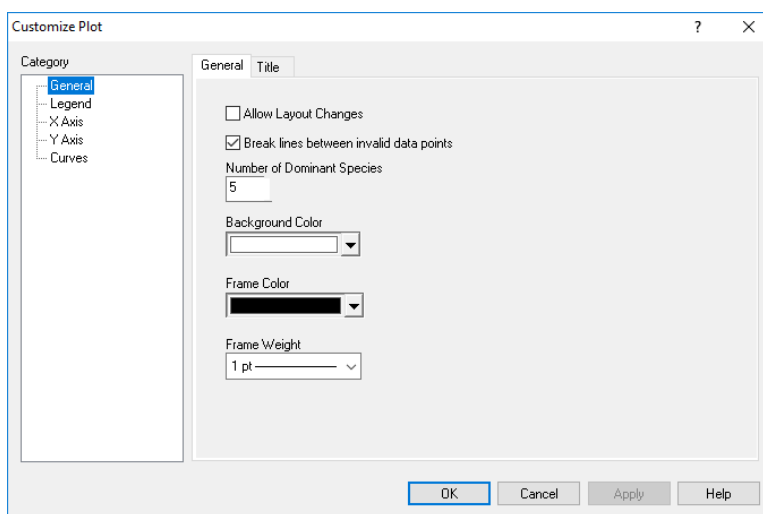 Customize Plot
?
Category
General
Legend
X Axis
Y Axis
Curves
General Title
Allow Layout Changes
Break lines between invalid data points
Number of Dominant Species
5
Background Color
Frame Color
Frame Weight
1 pt
OK Cancel Apply Help